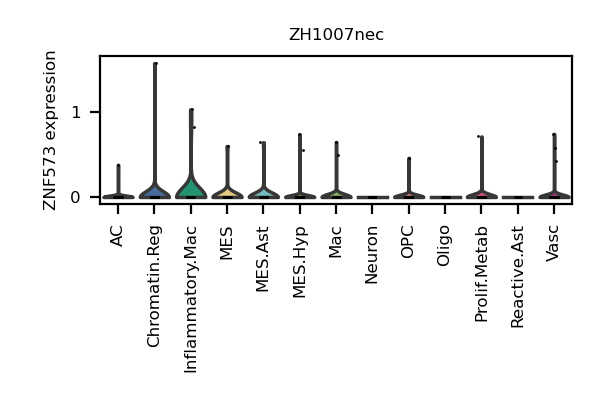 ZH1007nec
ZNF573 expression
1
0
AC
Chromatin.Reg
Inflammatory.Mac
MES
MES.Ast
MES.Hyp
Mac
Neuron
OPC
Oligo
Prolif.Metab
Reactive.Ast
Vasc